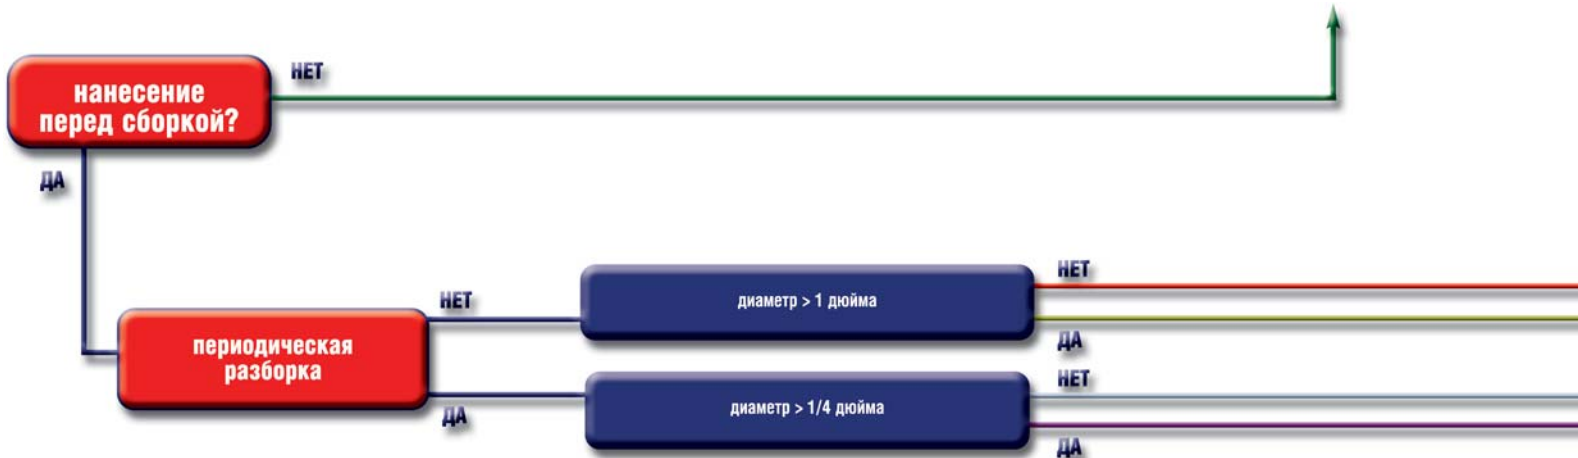 НЕТ
нанесение
перед сборкой?
ДА
НЕТ
диаметр > 1 дюйма
НЕТ
ДА
периодическая
разборка
ДА
диаметр > 1/4 дюйма
НЕТ
ДА